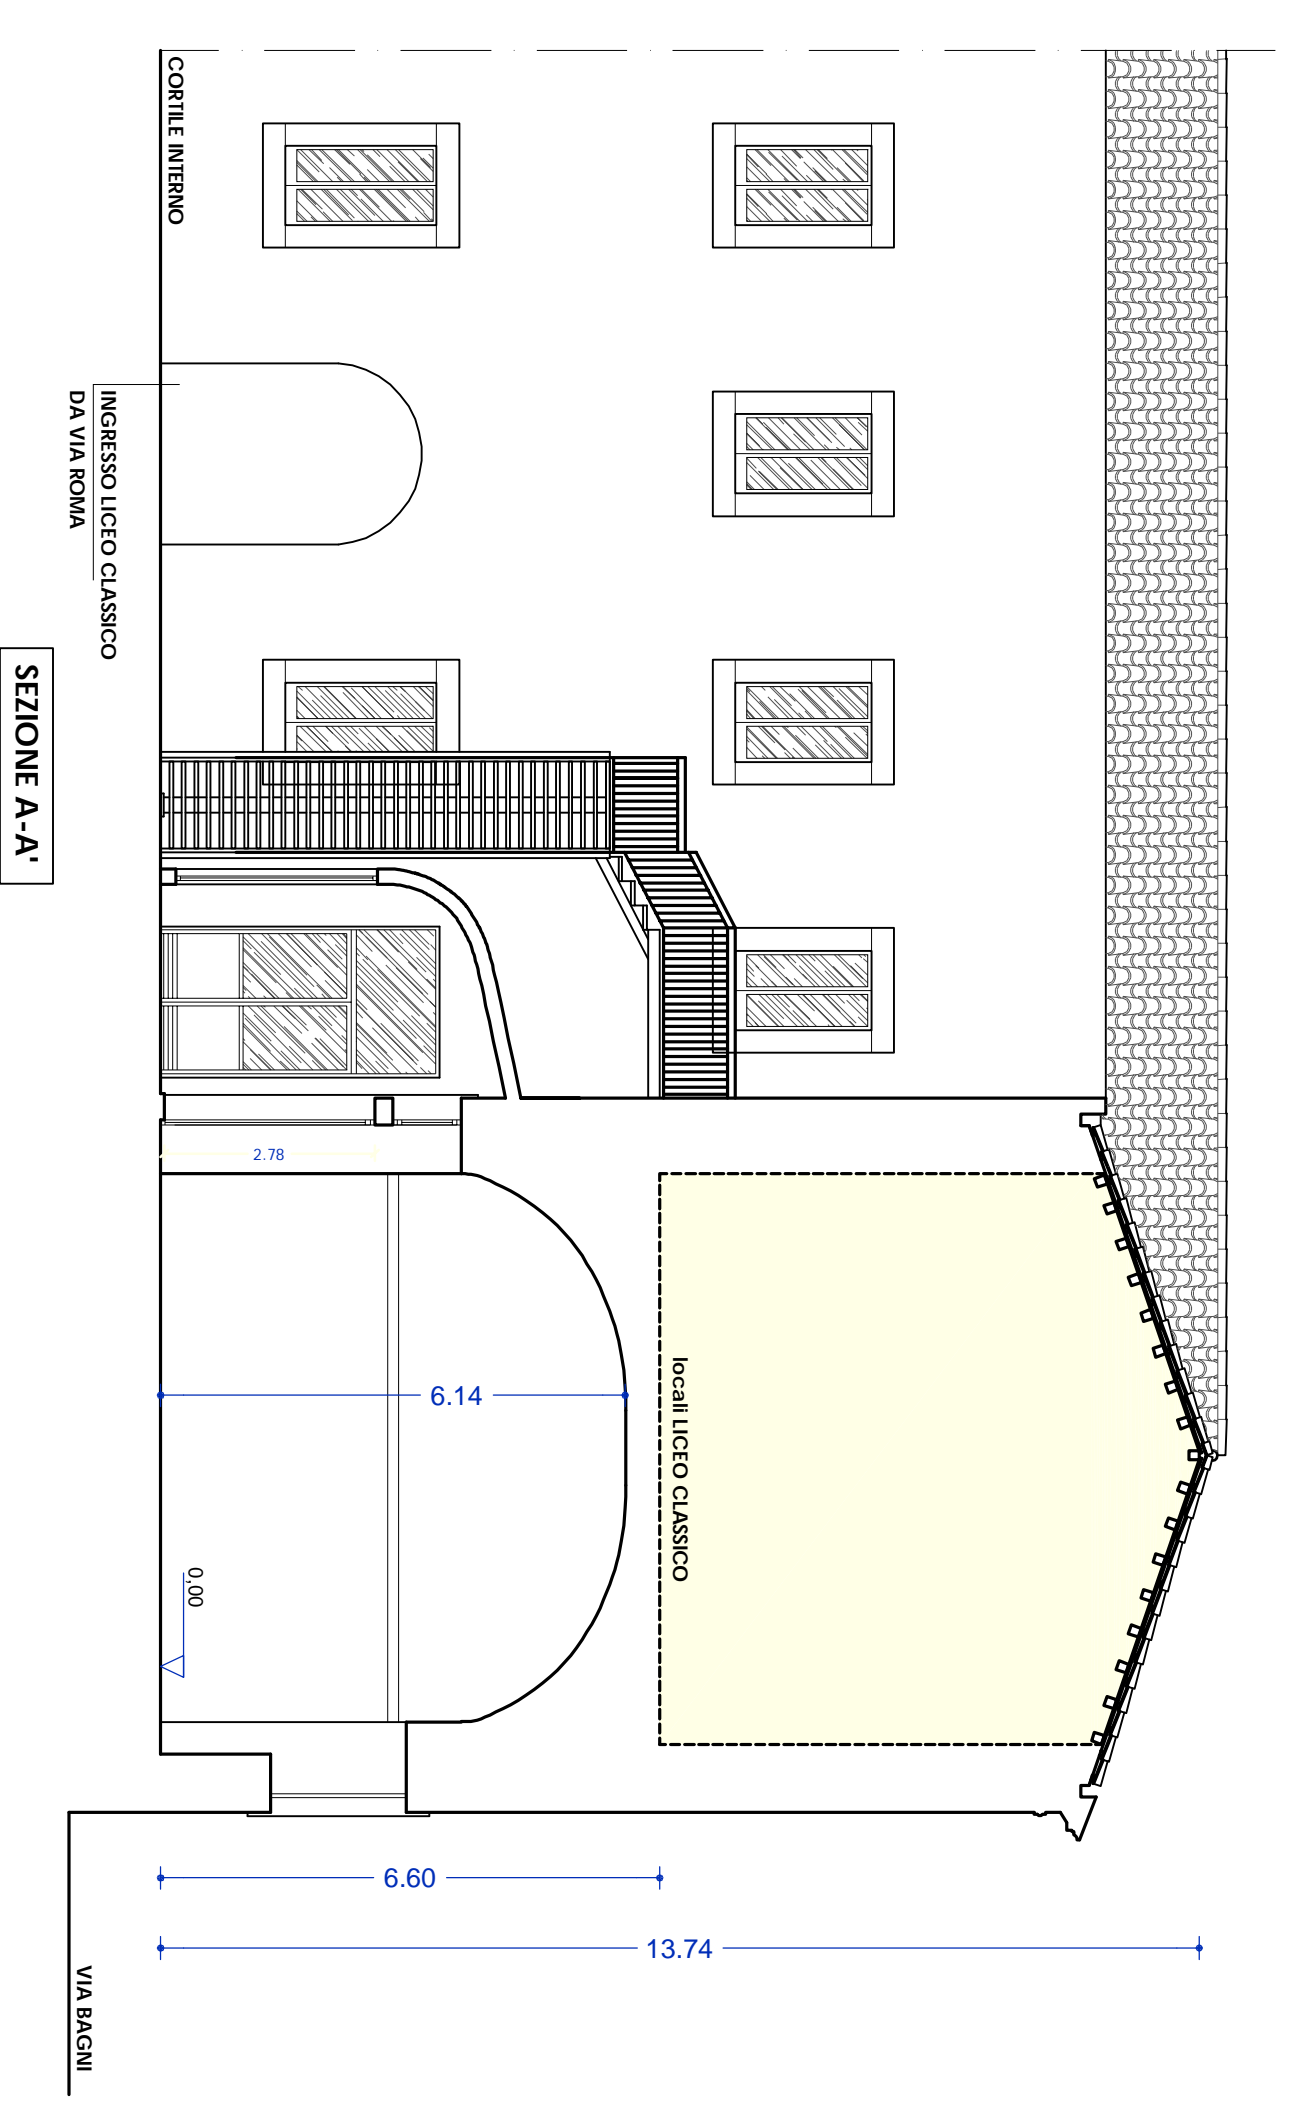 locali LICEO CLASSICO
2.78
6.14
0,00
6.60
13.74
CORTILE INTERNO
INGRESSO LICEO CLASSICO
DA VIA ROMA
VIA BAGNI
SEZIONE A-A'